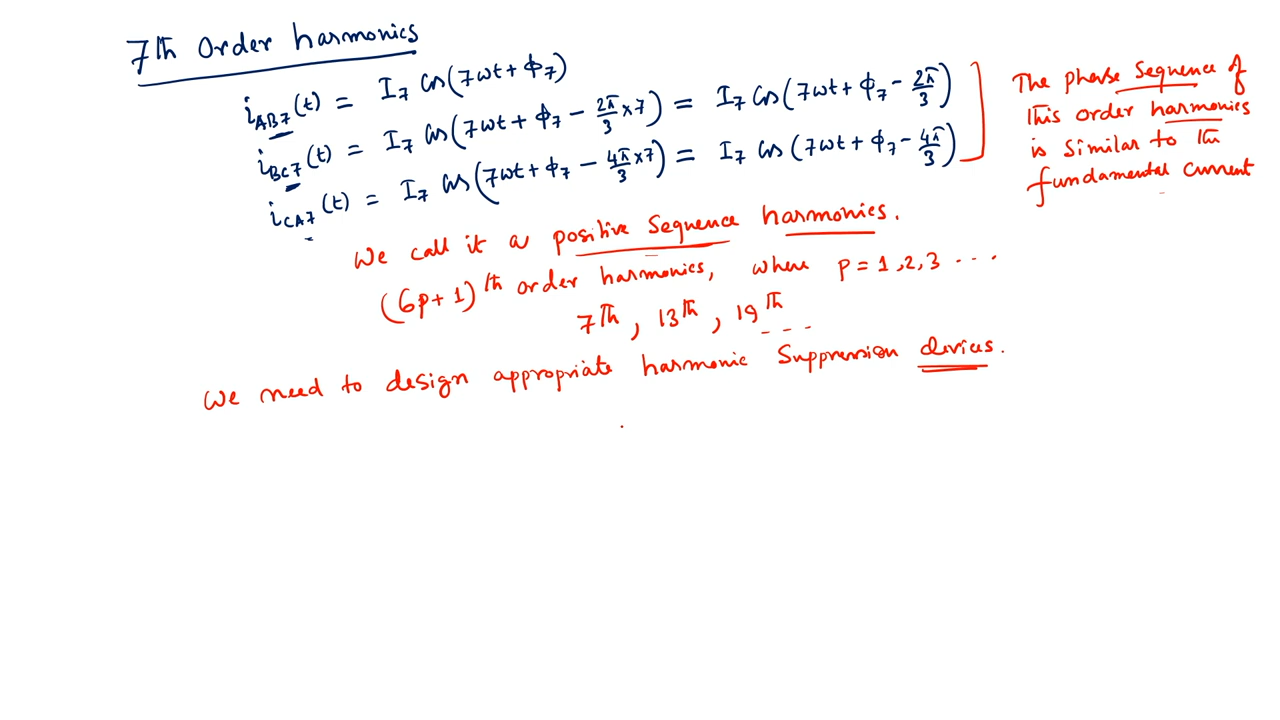 7th Order harmonics
i_AB7(t) = I_7 Cos(7ωt + ϕ_7)
i_BC7(t) = I_7 Cos(7ωt + ϕ_7 - 2π/3 × 7) = I_7 Cos(7ωt + ϕ_7 - 2π/3)
i_CA7(t) = I_7 Cos(7ωt + ϕ_7 - 4π/3 × 7) = I_7 Cos(7ωt + ϕ_7 - 4π/3)
The phase Sequence of
this order harmonics
is Similar to the
fundamental current
We call it a positive Sequence harmonics.
(6p+1)th order harmonics, where p = 1,2,3 ...
7th, 13th, 19th ---
We need to design appropriate harmonic Suppression devices.